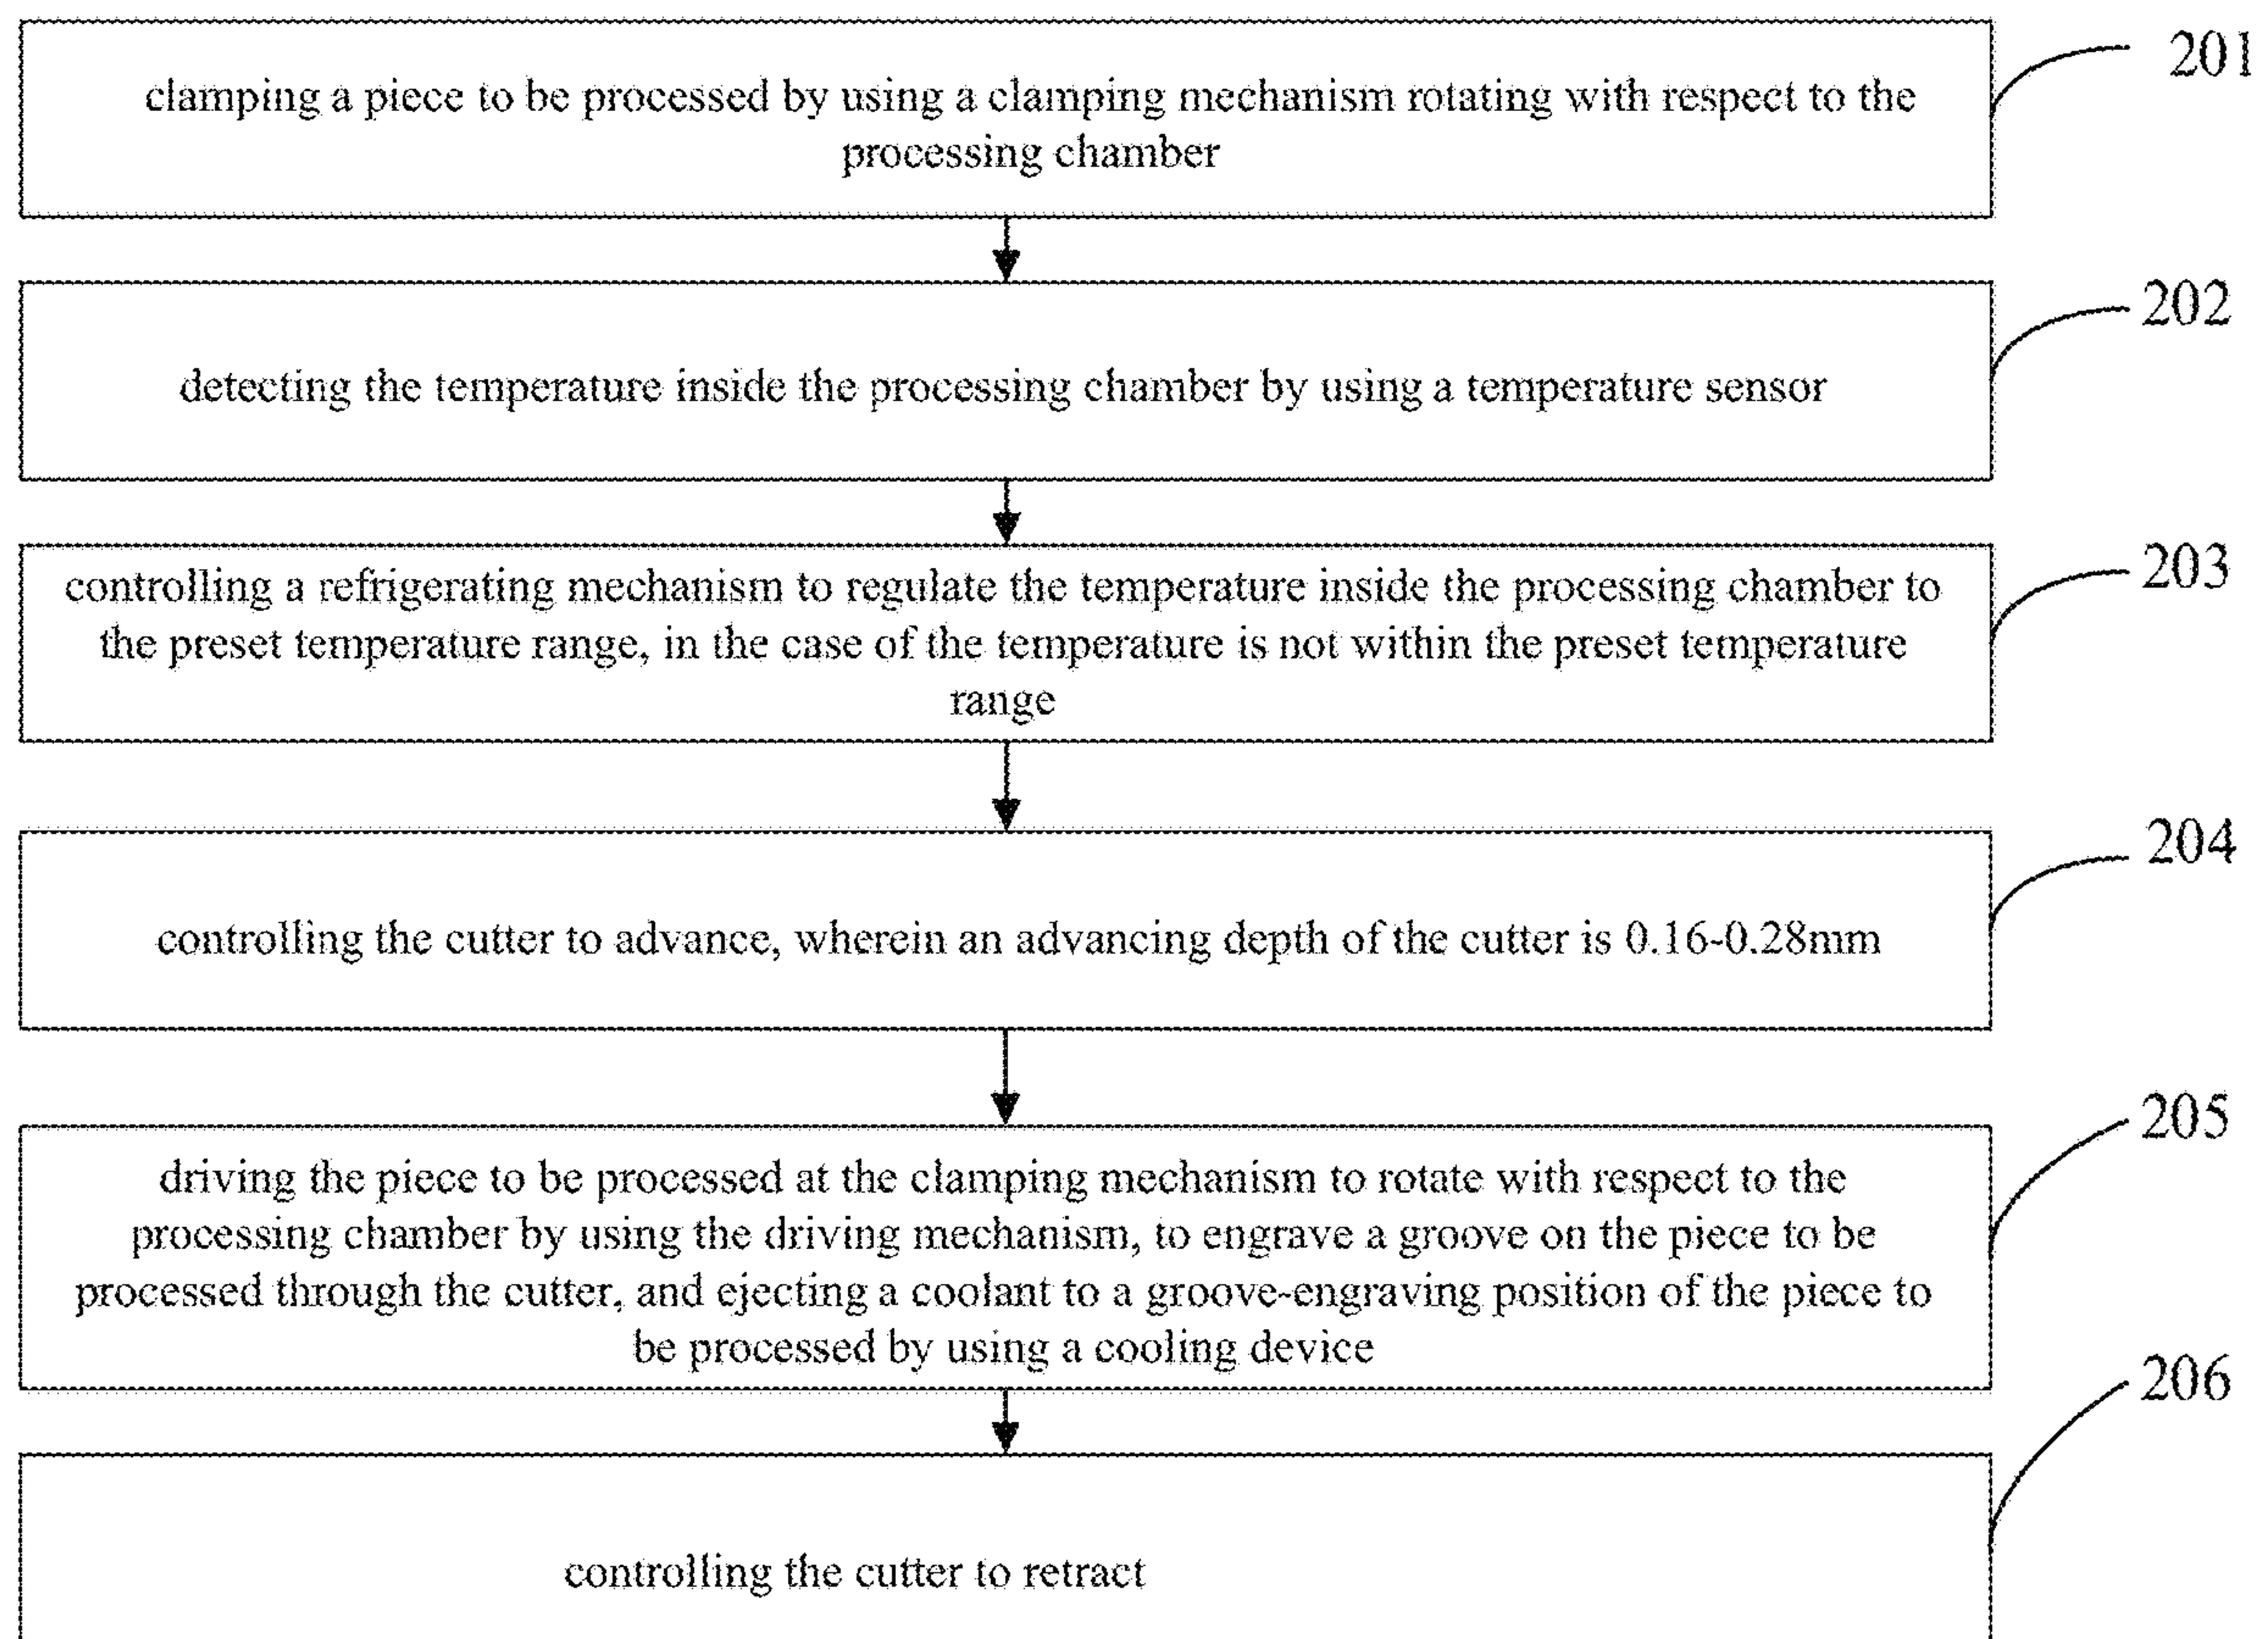 clamping a piece to be processed by using a clamping mechanism rotating with respect to the
processing chamber
201
detecting the temperature inside the processing chamber by using a temperature sensor
202
controlling a refrigerating mechanism to regulate the temperature inside the processing chamber to
the preset temperature range, in the case of the temperature is not within the preset temperature
range
203
controlling the cutter to advance, wherein an advancing depth of the cutter is 0.16-0.28mm
204
driving the piece to be processed at the clamping mechanism to rotate with respect to the
processing chamber by using the driving mechanism, to engrave a groove on the piece to be
processed through the cutter, and ejecting a coolant to a groove-engraving position of the piece to
be processed by using a cooling device
205
controlling the cutter to retract
206